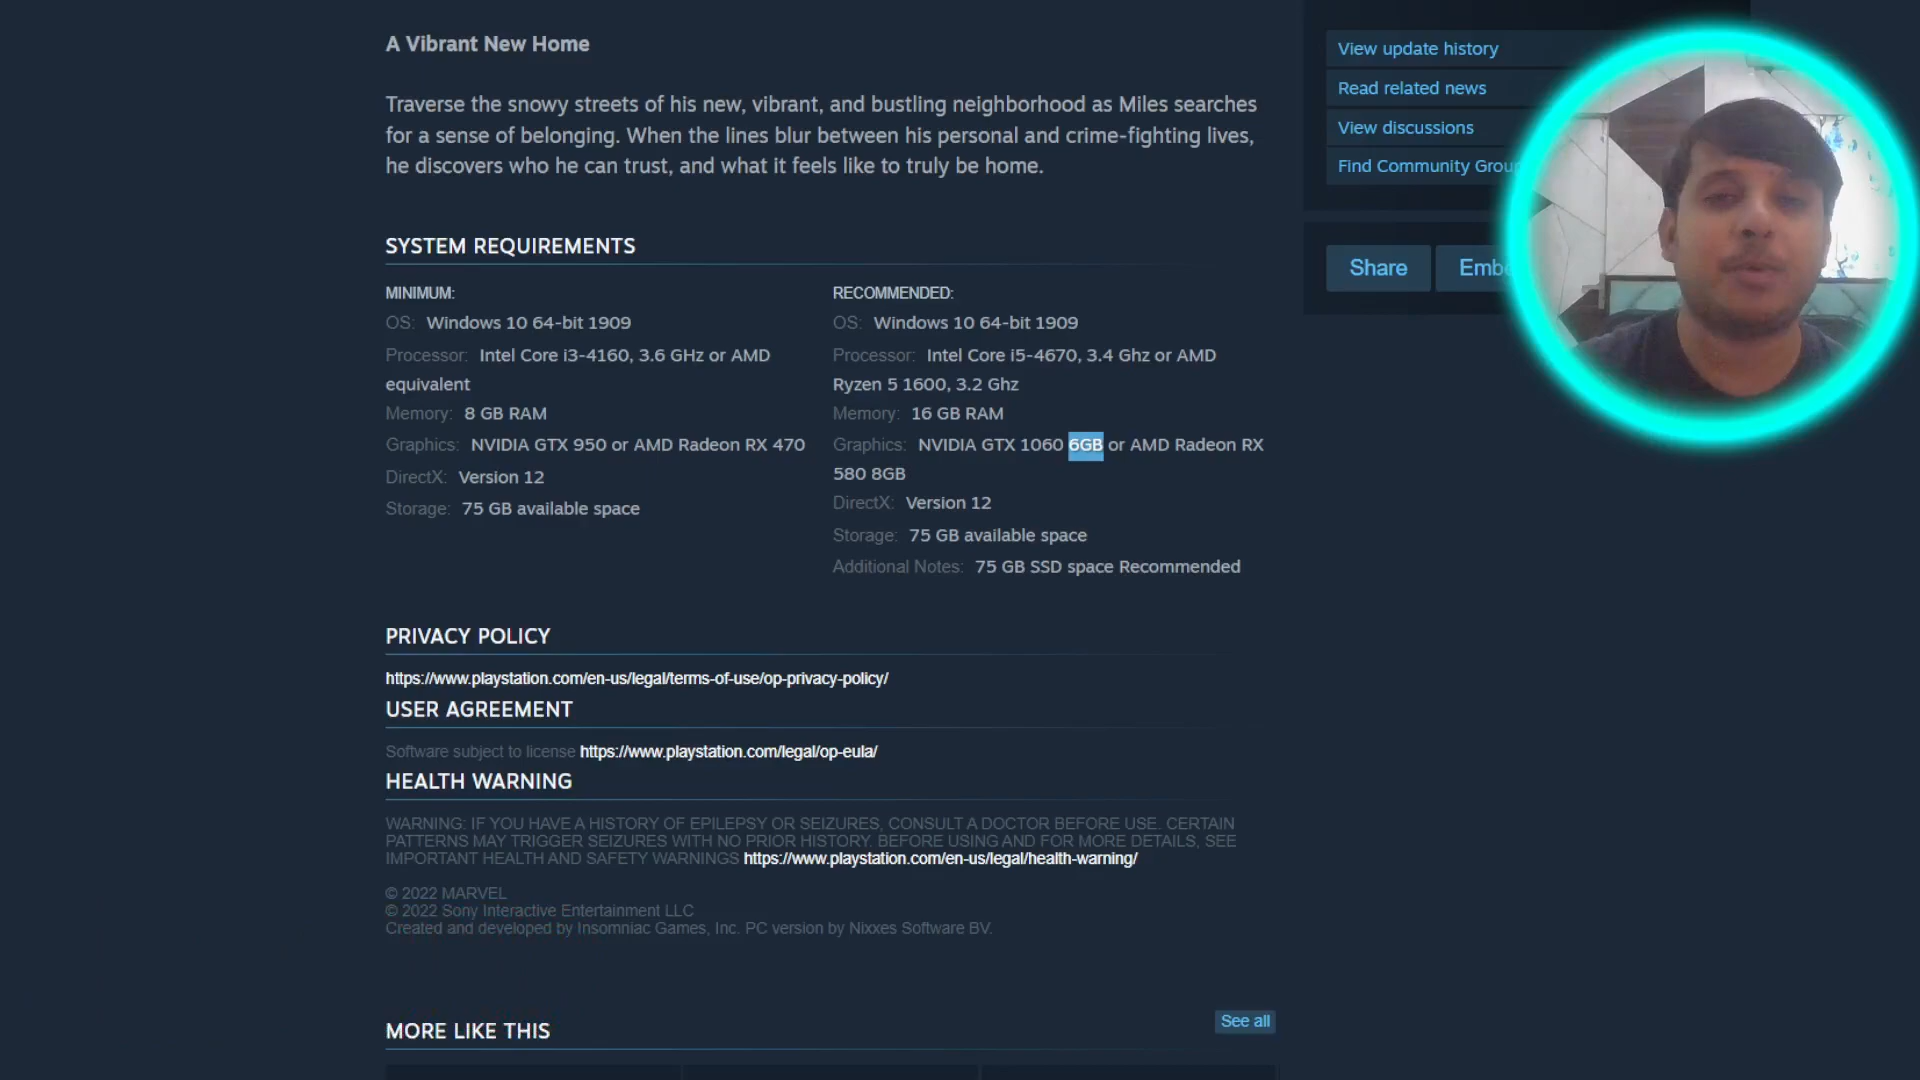 A Vibrant New Home
Traverse the snowy streets of his new, vibrant, and bustling neighborhood as Miles searches
for a sense of belonging. When the lines blur between his personal and crime-fighting lives,
he discovers who he can trust, and what it feels like to truly be home.
SYSTEM REQUIREMENTS
MINIMUM:
OS: Windows 10 64-bit 1909
Processor: Intel Core i3-4160, 3.6 GHz or AMD
equivalent
Memory: 8 GB RAM
Graphics: NVIDIA GTX 950 or AMD Radeon RX 470
DirectX: Version 12
Storage: 75 GB available space
RECOMMENDED:
OS: Windows 10 64-bit 1909
Processor: Intel Core i5-4670, 3.4 Ghz or AMD
Ryzen 5 1600, 3.2 Ghz
Memory: 16 GB RAM
Graphics: NVIDIA GTX 1060 6GB or AMD Radeon RX
580 8GB
DirectX: Version 12
Storage: 75 GB available space
Additional Notes: 75 GB SSD space Recommended
PRIVACY POLICY
https://www.playstation.com/en-us/legal/terms-of-use/op-privacy-policy/
USER AGREEMENT
Software subject to license https://www.playstation.com/legal/op-eula/
HEALTH WARNING
WARNING: IF YOU HAVE A HISTORY OF EPILEPSY OR SEIZURES, CONSULT A DOCTOR BEFORE USE. CERTAIN
PATTERNS MAY TRIGGER SEIZURES WITH NO PRIOR HISTORY. BEFORE USING AND FOR MORE DETAILS, SEE
IMPORTANT HEALTH AND SAFETY WARNINGS https://www.playstation.com/en-us/legal/health-warning/
© 2022 MARVEL
© 2022 Sony Interactive Entertainment LLC
Created and developed by Insomniac Games, Inc. PC version by Nixxes Software BV.
MORE LIKE THIS
See all
View update history
Read related news
View discussions
Find Community Group
Share
Embe